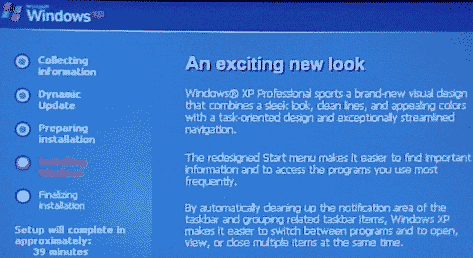 Microsoft
Windows XP
Collecting
information
Dynamic
Update
Preparing
installation
Installing
Windows
Finalizing
installation
Setup will complete in
approximately:
39 minutes
An exciting new look
Windows® XP Professional sports a brand-new visual design
that combines a sleek look, clean lines, and appealing colors
with a task-oriented design and exceptionally streamlined
navigation.
The redesigned Start menu makes it easier to find important
information and to access the programs you use most
frequently.
By automatically cleaning up the notification area of the
taskbar and grouping related taskbar items, Windows XP
makes it easier to switch between programs and to open,
view, or close multiple items at the same time.